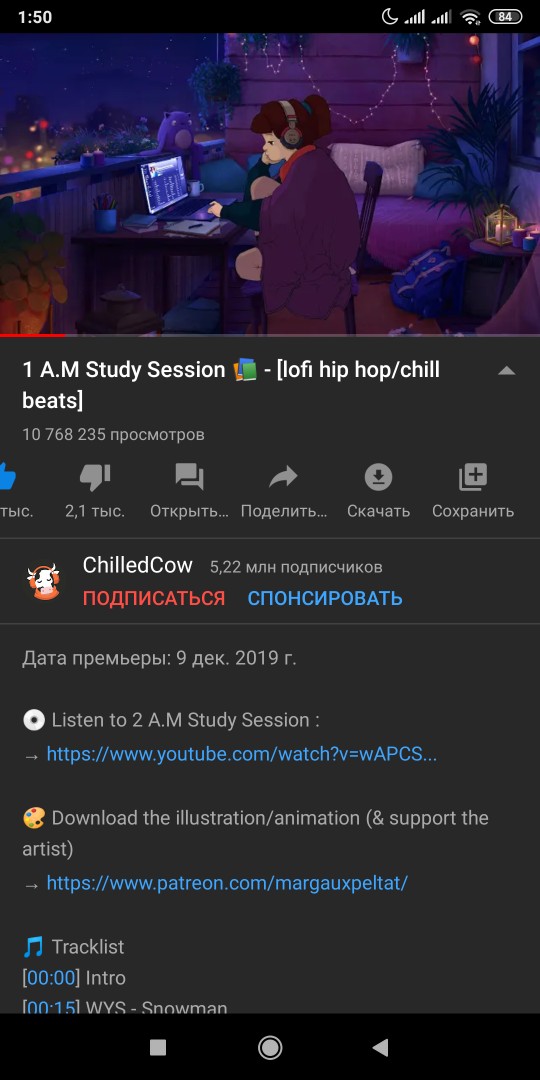 1:50
84
1 A.M Study Session 📚 - [lofi hip hop/chill
beats]
10 768 235 просмотров
тыс.
2,1 тыс.
Открыть...
Поделить...
Скачать
Сохранить
ChilledCow 5,22 млн подписчиков
ПОДПИСАТЬСЯ СПОНСИРОВАТЬ
Дата премьеры: 9 дек. 2019 г.
💿 Listen to 2 A.M Study Session :
→ https://www.youtube.com/watch?v=wAPCS...
🎨 Download the illustration/animation (& support the
artist)
→ https://www.patreon.com/margauxpeltat/
🎵 Tracklist
[00:00] Intro
[00:15] WYS - Snowman